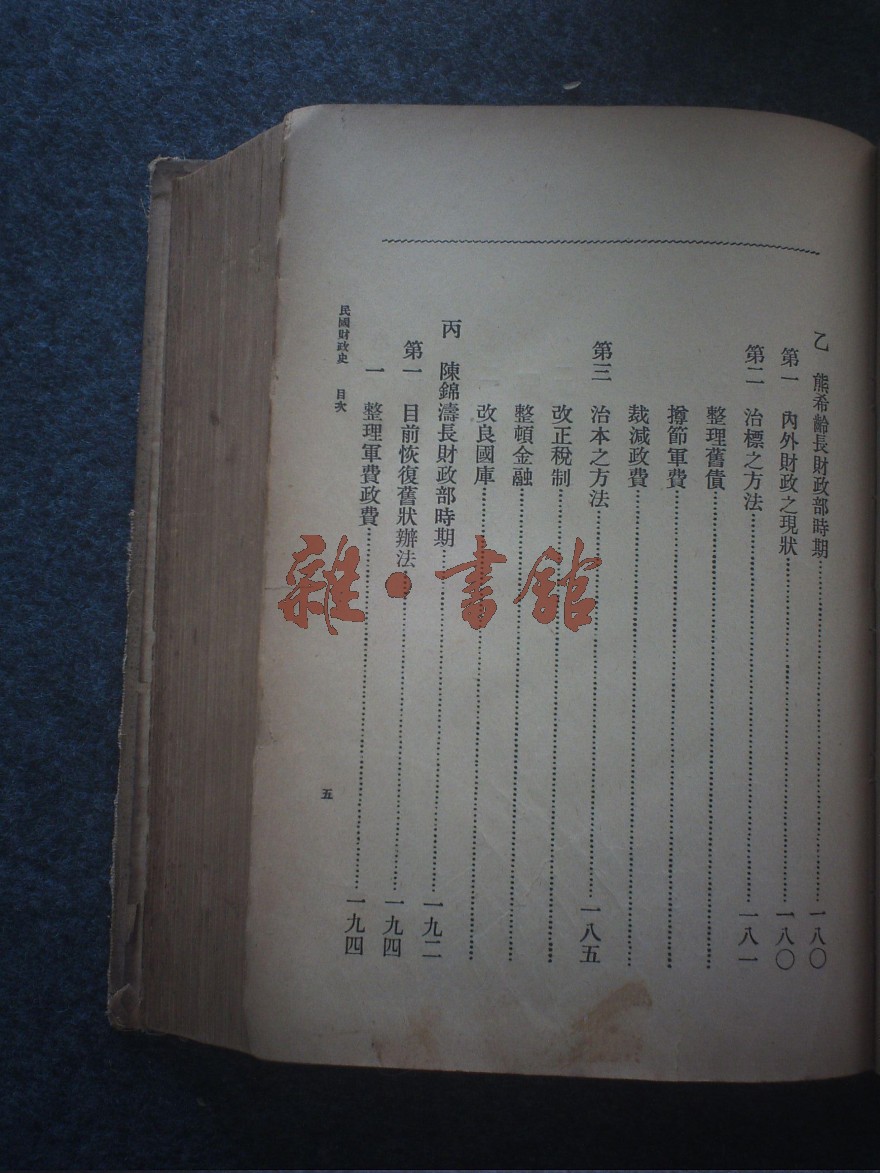 乙　熊希齡長財政部時期……一八〇
第一　內外財政之現狀……一八〇
第二　治標之方法……一八一
整理舊債……
撙節軍費……
裁減政費……
第三　治本之方法……一八五
改正稅制……
整頓金融……
改良國庫……
丙　陳錦濤長財政部時期……一九二
第一　目前恢復舊狀辦法……一九四
一　整理軍費政費……一九四
民國財政史　目次
五
雜·書館